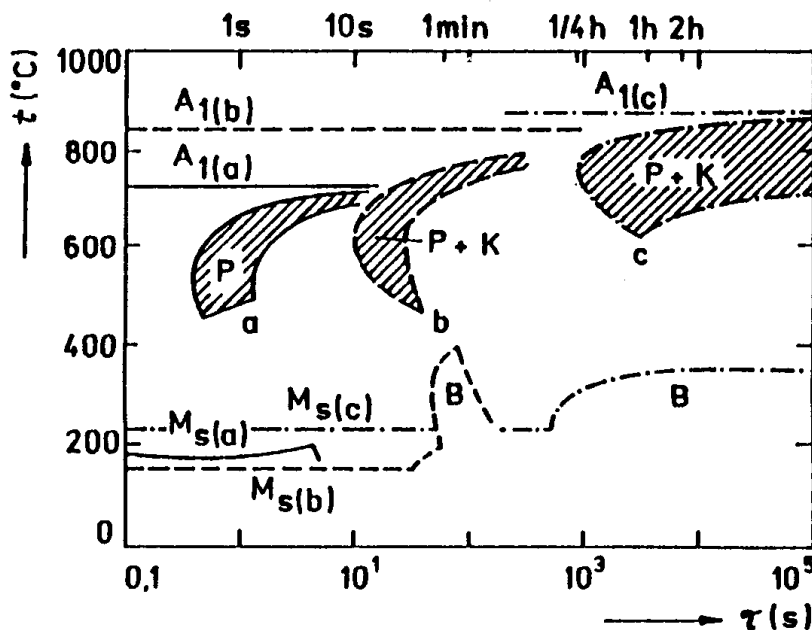 1s 10s 1min 1/4h 1h 2h
t (°C)
1000
800
600
400
200
0
A1(b)
A1(c)
A1(a)
P + K
P
P + K
c
a
b
Ms(c)
B
B
Ms(a)
Ms(b)
0,1 10¹ 10³ 10⁵
τ (s)